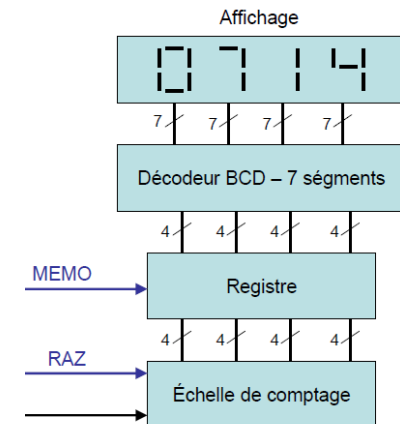 Affichage
0714
7 7 7 7
Décodeur BCD – 7 ségments
4 4 4 4
MEMO
Registre
4 4 4 4
RAZ
Échelle de comptage